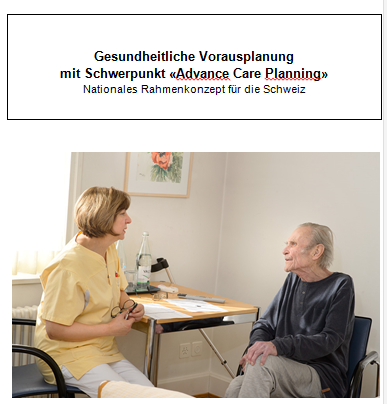 Gesundheitliche Vorausplanung
mit Schwerpunkt «Advance Care Planning»
Nationales Rahmenkonzept für die Schweiz